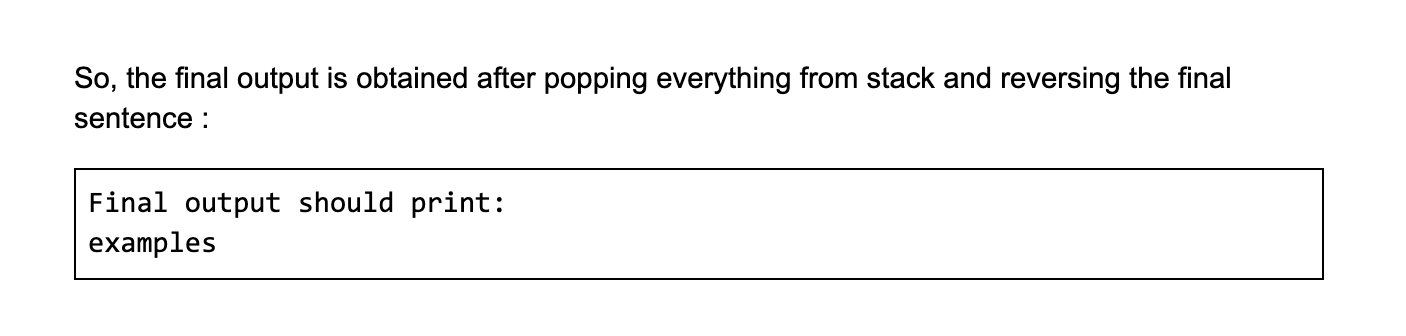 So, the final output is obtained after popping everything from stack and reversing the final
sentence :
Final output should print:
examples